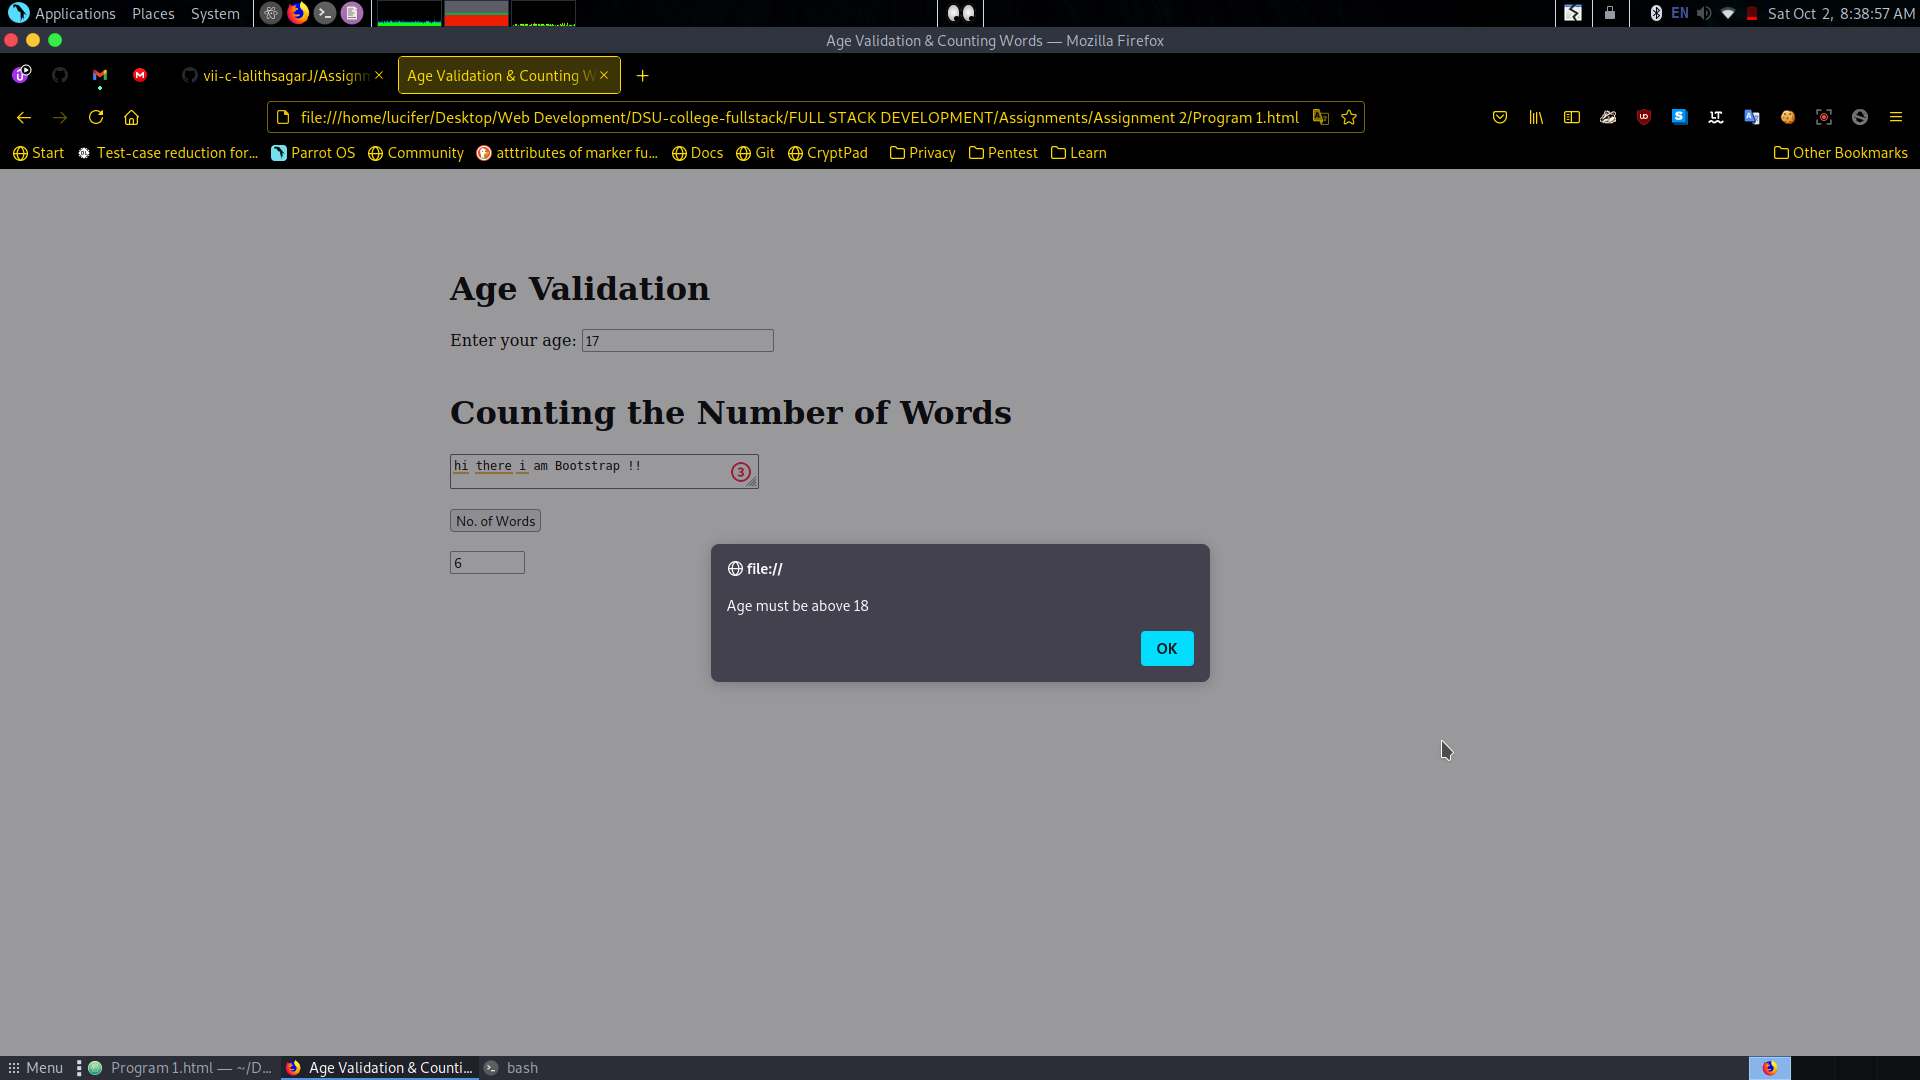 Applications Places System
EN Sat Oct 2, 8:38:57 AM
Age Validation & Counting Words — Mozilla Firefox
vii-c-lalithsagarJ/Assignm × Age Validation & Counting W × +
file:///home/lucifer/Desktop/Web Development/DSU-college-fullstack/FULL STACK DEVELOPMENT/Assignments/Assignment 2/Program 1.html
Start Test-case reduction for... Parrot OS Community atttributes of marker fu... Docs Git CryptPad Privacy Pentest Learn Other Bookmarks
Age Validation
Enter your age: 17
Counting the Number of Words
hi there i am Bootstrap !! 3
No. of Words
6
file://
Age must be above 18
OK
Menu Program 1.html — ~/D... Age Validation & Counti... bash